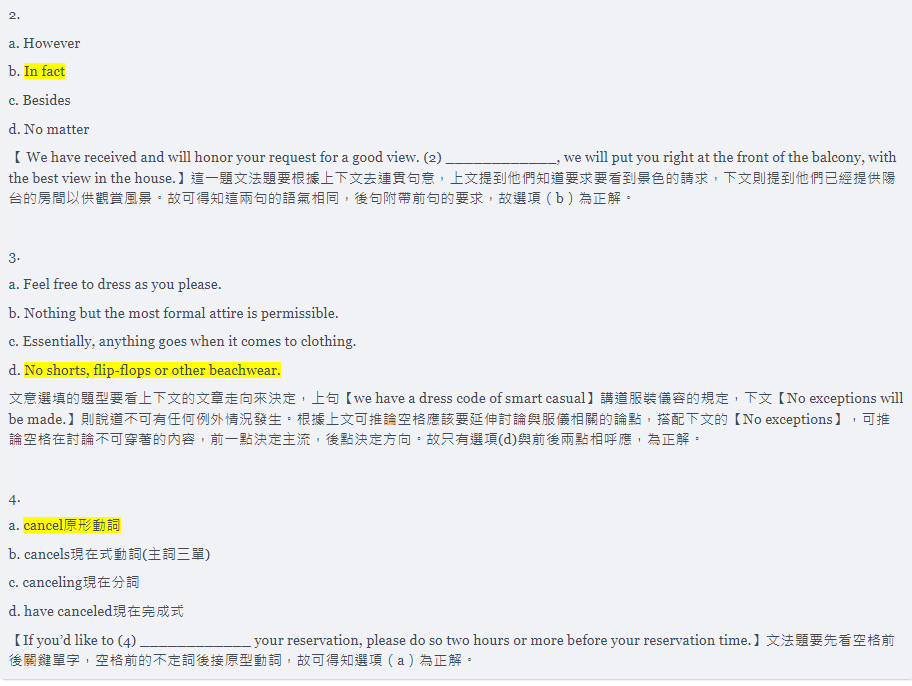 2.
a. However
b. In fact
c. Besides
d. No matter
【 We have received and will honor your request for a good view. (2) ____________, we will put you right at the front of the balcony, with
the best view in the house.】這一題文法題要根據上下文去連貫句意，上文提到他們知道要求要看到景色的請求，下文則提到他們已經提供陽
台的房間以供觀賞風景。故可得知這兩句的語氣相同，後句附帶前句的要求，故選項（b）為正解。
3.
a. Feel free to dress as you please.
b. Nothing but the most formal attire is permissible.
c. Essentially, anything goes when it comes to clothing.
d. No shorts, flip-flops or other beachwear.
文意選填的題型要看上下文的文章走向來決定，上句【we have a dress code of smart casual】講道服裝儀容的規定，下文【No exceptions will
be made.】則說道不可有任何例外情況發生。根據上文可推論空格應該要延伸討論與服儀相關的論點，搭配下文的【No exceptions】，可推
論空格在討論不可穿著的內容，前一點決定主流，後點決定方向。故只有選項(d)與前後兩點相呼應，為正解。
4.
a. cancel原形動詞
b. cancels現在式動詞(主詞三單)
c. canceling現在分詞
d. have canceled現在完成式
【If you’d like to (4) ____________ your reservation, please do so two hours or more before your reservation time.】文法題要先看空格前
後關鍵單字，空格前的不定詞後接原型動詞，故可得知選項（a）為正解。